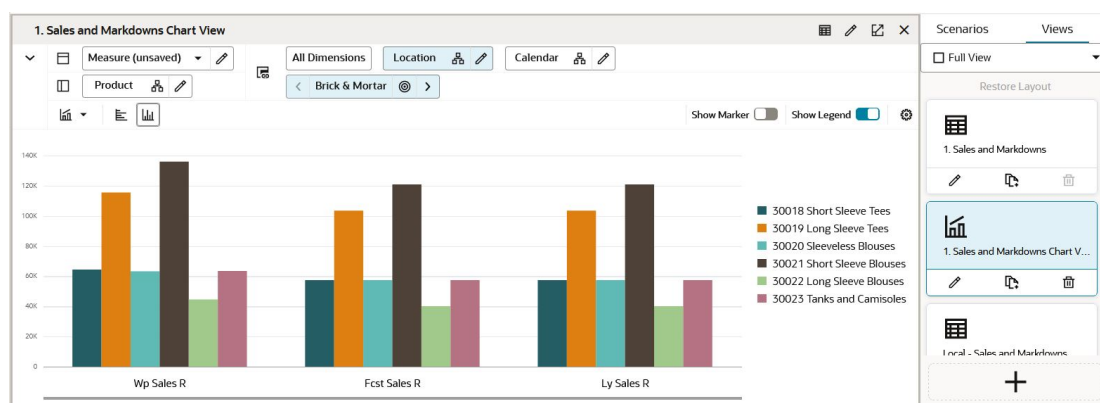 1. Sales and Markdowns Chart View
Measure (unsaved)
All Dimensions
Location
Calendar
Product
Brick & Mortar
Show Marker
Show Legend
140K
120K
100K
80K
60K
40K
20K
0
Wp Sales R
Fcst Sales R
Ly Sales R
30018 Short Sleeve Tees
30019 Long Sleeve Tees
30020 Sleeveless Blouses
30021 Short Sleeve Blouses
30022 Long Sleeve Blouses
30023 Tanks and Camisoles
Scenarios
Views
Full View
Restore Layout
1. Sales and Markdowns
1. Sales and Markdowns Chart V...
Local - Sales and Markdowns